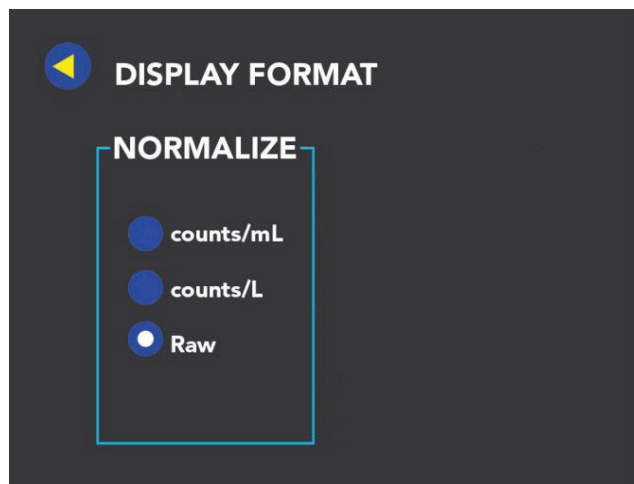 DISPLAY FORMAT
NORMALIZE
counts/mL
counts/L
Raw